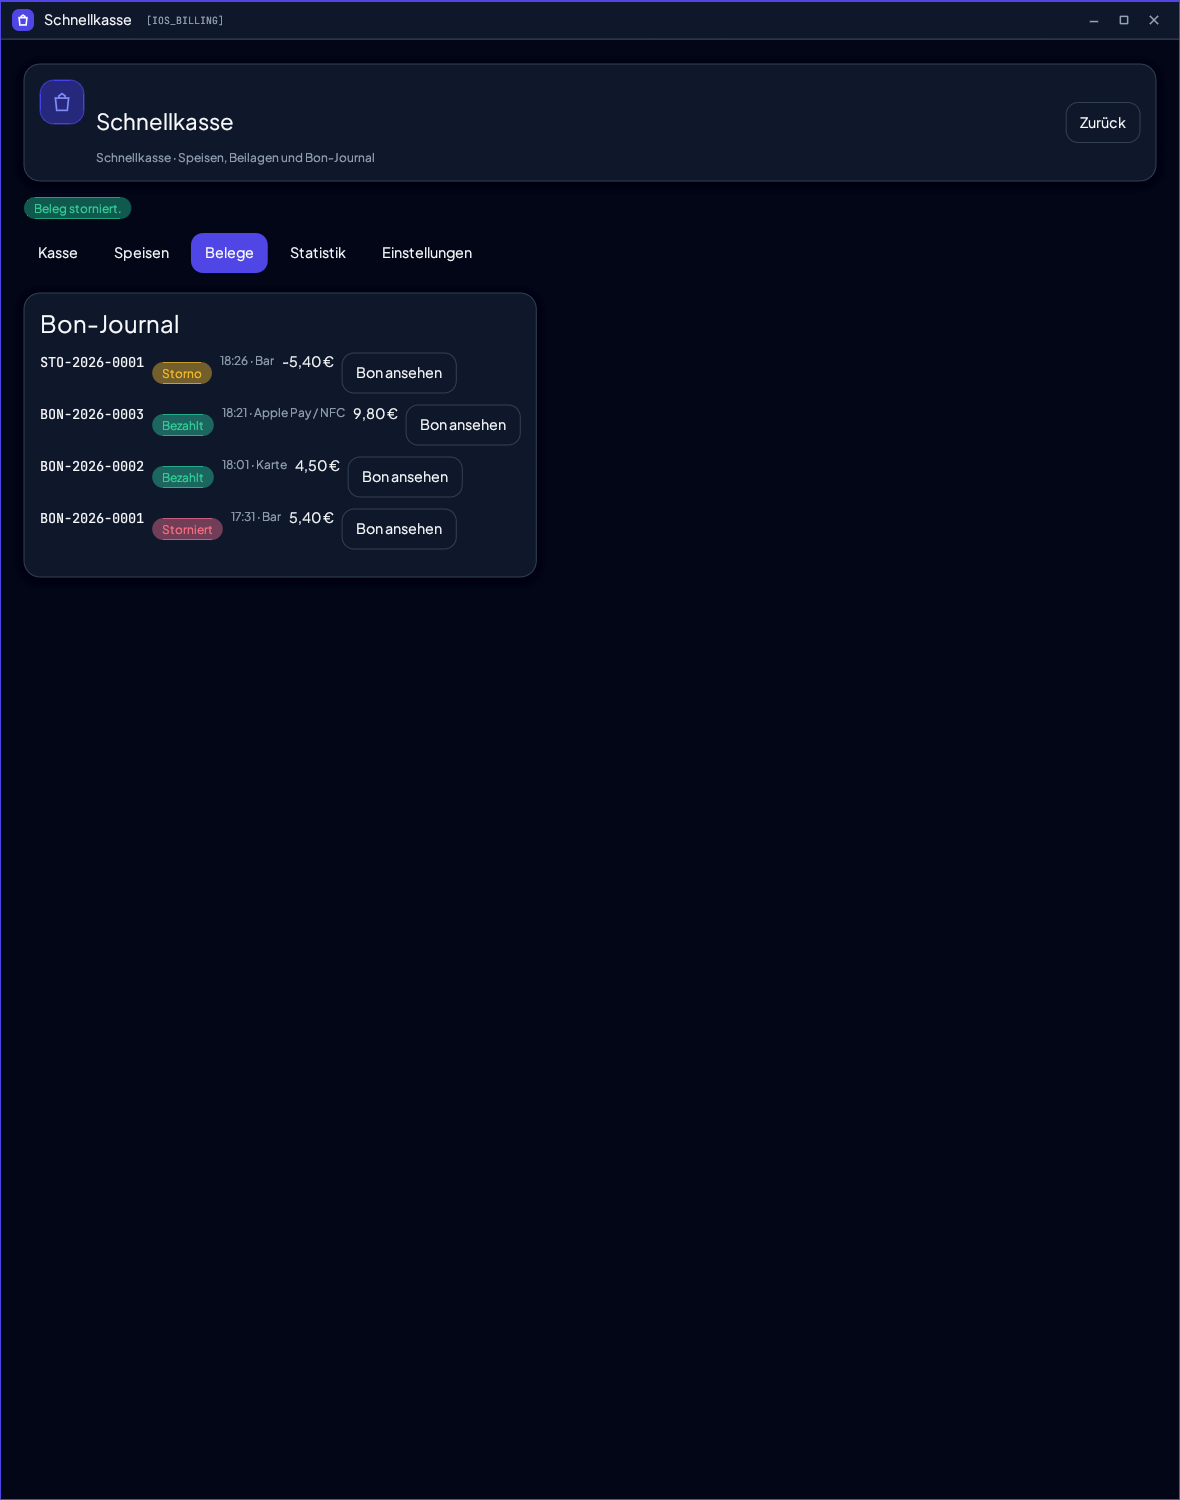 Schnellkasse [IOS_BILLING]
Schnellkasse
Zurück
Schnellkasse · Speisen, Beilagen und Bon-Journal
Beleg storniert.
Kasse Speisen Belege Statistik Einstellungen
Bon-Journal
STO-2026-0001 Storno 18:26 · Bar -5,40 € Bon ansehen
BON-2026-0003 Bezahlt 18:21 · Apple Pay / NFC 9,80 € Bon ansehen
BON-2026-0002 Bezahlt 18:01 · Karte 4,50 € Bon ansehen
BON-2026-0001 Storniert 17:31 · Bar 5,40 € Bon ansehen